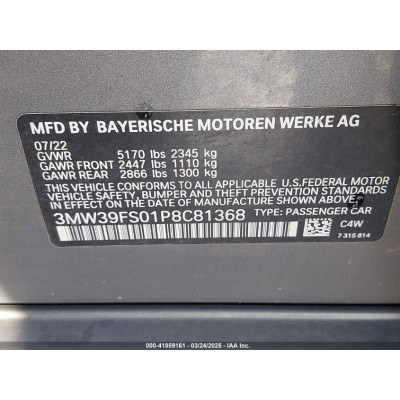 MFD BY BAYERISCHE MOTOREN WERKE AG
07/22
GVWR 5170 lbs 2345 kg
GAWR FRONT 2447 lbs 1110 kg
GAWR REAR 2866 lbs 1300 kg
THIS VEHICLE CONFORMS TO ALL APPLICABLE U.S.FEDERAL MOTOR
VEHICLE SAFETY, BUMPER, AND THEFT PREVENTION STANDARDS
IN EFFECT ON THE DATE OF MANUFACTURE SHOWN ABOVE.
3MW39FS01P8C81368 TYPE: PASSENGER CAR
C4W
7 315 814
000-41859161 - 03/24/2025 - IAA Inc.